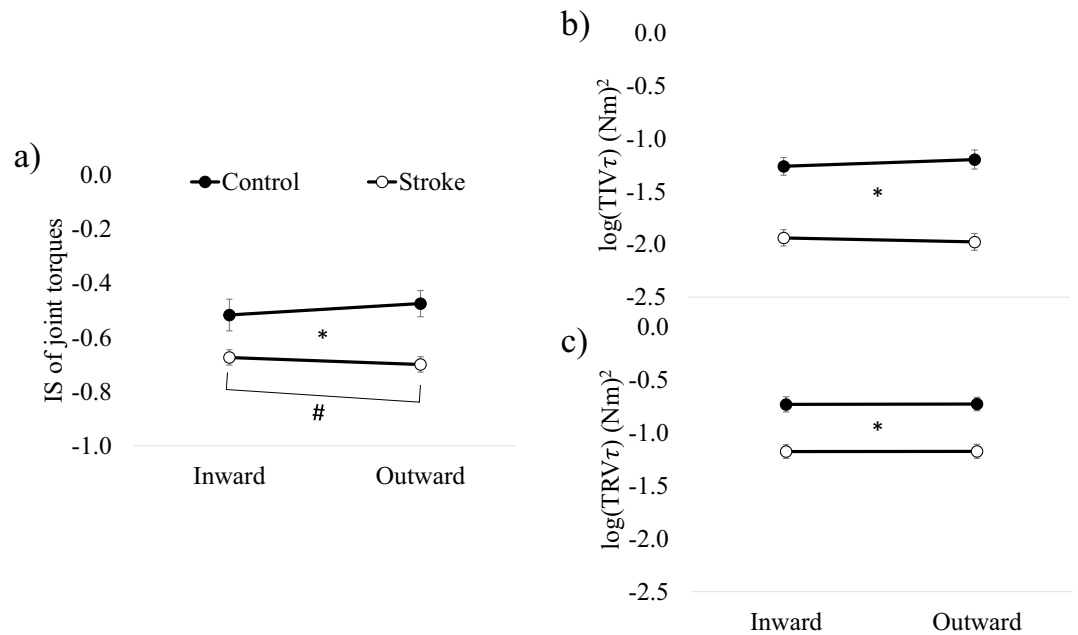 a)
IS of joint torques
0.0
-0.2
-0.4
-0.6
-0.8
-1.0
Control
Stroke
*
#
Inward
Outward
b)
log(TIVτ) (Nm)²
0.0
-0.5
-1.0
-1.5
-2.0
-2.5
*
c)
log(TRVτ) (Nm)²
0.0
-0.5
-1.0
-1.5
-2.0
-2.5
*
Inward
Outward